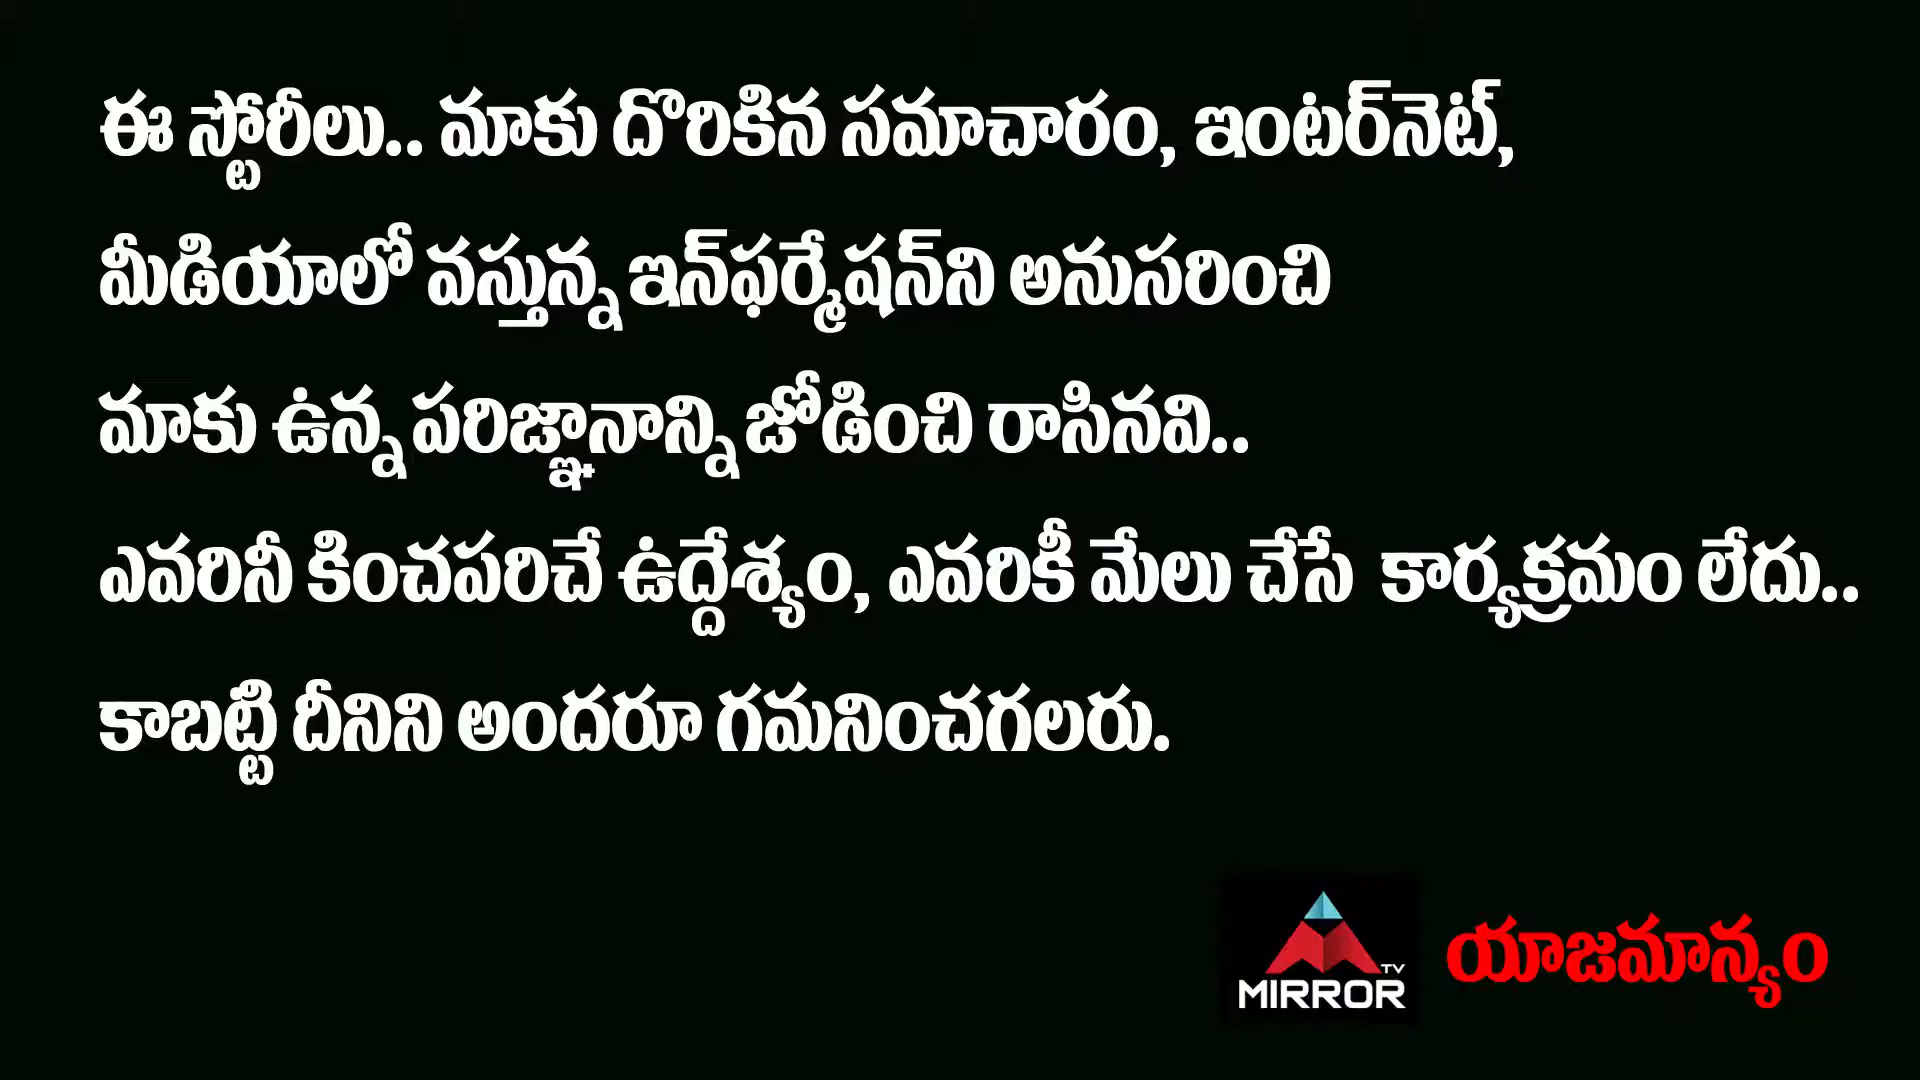 ఈ స్టోరీలు.. మాకు దొరికిన సమాచారం, ఇంటర్‌నెట్,
మీడియాలో వస్తున్న ఇన్‌ఫర్మేషన్‌ని అనుసరించి
మాకు ఉన్న పరిజ్ఞానాన్ని జోడించి రాసినవి..
ఎవరినీ కించపరిచే ఉద్దేశ్యం, ఎవరికీ మేలు చేసే కార్యక్రమం లేదు..
కాబట్టి దీనిని అందరూ గమనించగలరు.
TV
MIRROR
యాజమాన్యం